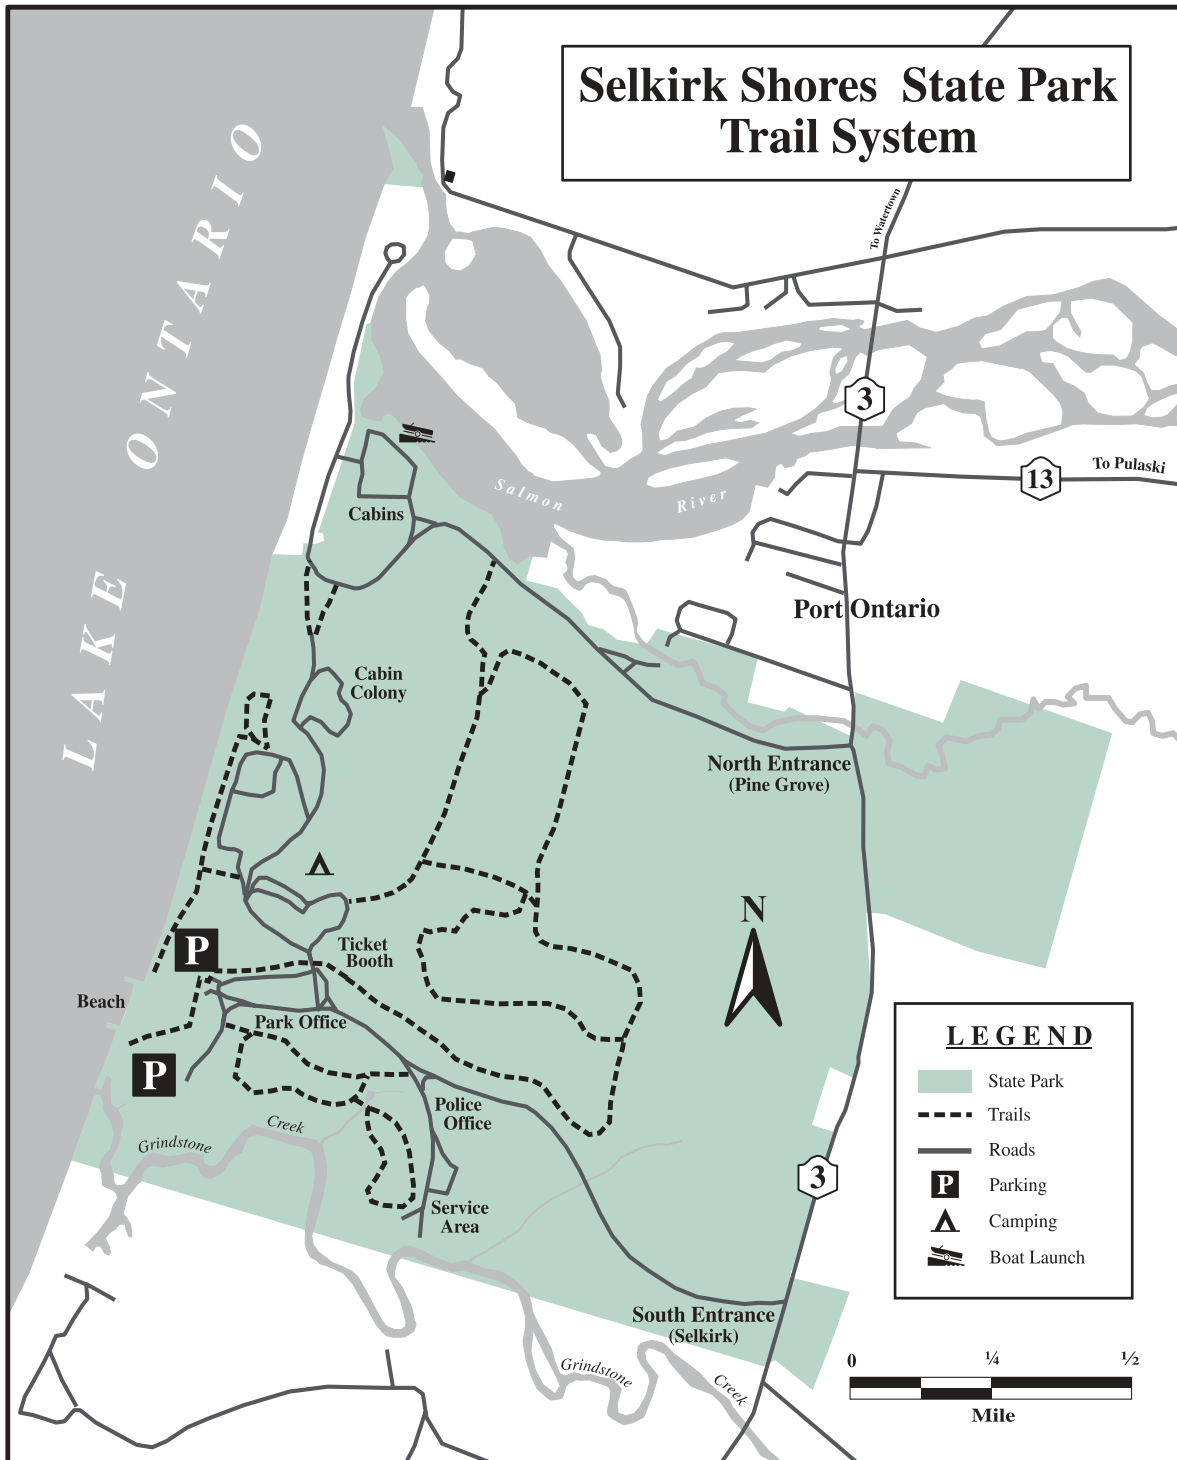 Selkirk Shores State Park
Trail System
LAKE ONTARIO
To Watertown
3
To Pulaski
13
Salmon
River
Cabins
Port Ontario
Cabin
Colony
North Entrance
(Pine Grove)
N
P
Ticket
Booth
Beach
Park Office
P
Police
Office
Grindstone
Creek
3
Service
Area
South Entrance
(Selkirk)
Grindstone
Creek
LEGEND
State Park
Trails
Roads
P
Parking
Camping
Boat Launch
0
¼
½
Mile